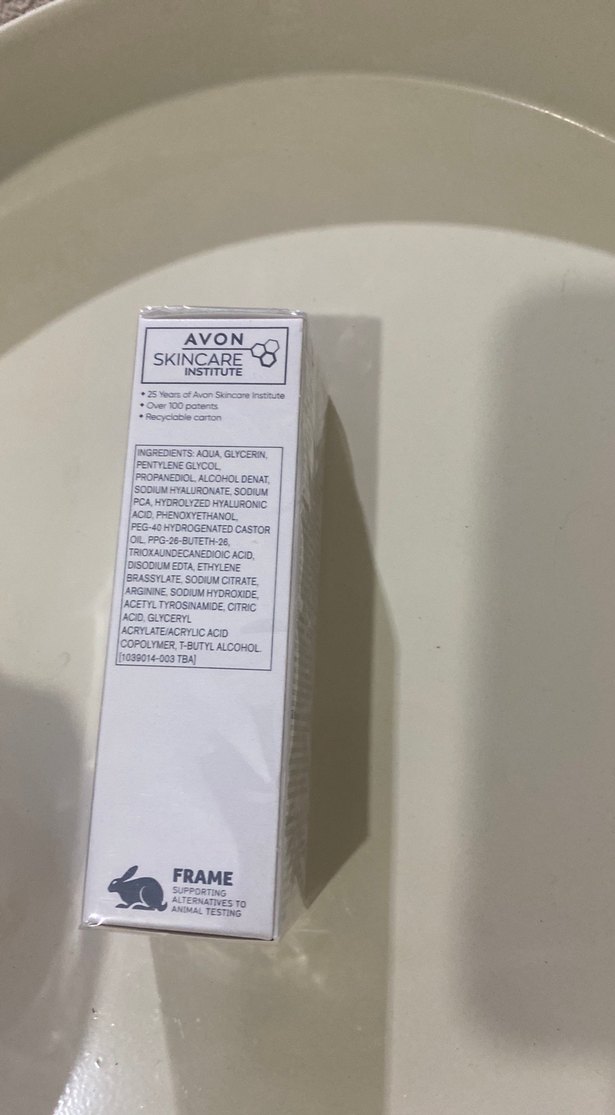 AVON
SKINCARE
INSTITUTE
• 25 Years of Avon Skincare Institute
• Over 100 patents
• Recyclable carton
INGREDIENTS: AQUA, GLYCERIN,
PENTYLENE GLYCOL,
PROPANEDIOL, ALCOHOL DENAT,
SODIUM HYALURONATE, SODIUM
PCA, HYDROLYZED HYALURONIC
ACID, PHENOXYETHANOL,
PEG-40 HYDROGENATED CASTOR
OIL, PPG-26-BUTETH-26,
TRIOXAUNDECANEDIOIC ACID,
DISODIUM EDTA, ETHYLENE
BRASSYLATE, SODIUM CITRATE,
ARGININE, SODIUM HYDROXIDE,
ACETYL TYROSINAMIDE, CITRIC
ACID, GLYCERYL
ACRYLATE/ACRYLIC ACID
COPOLYMER, T-BUTYL ALCOHOL.
[1039014-003 TBA]
FRAME
SUPPORTING
ALTERNATIVES TO
ANIMAL TESTING